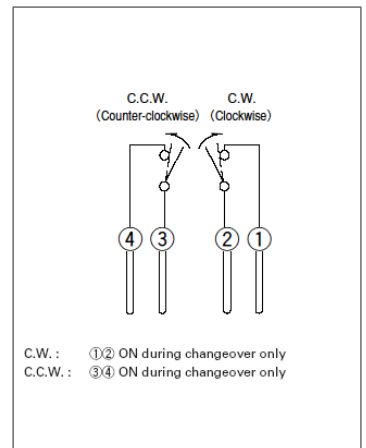 C.C.W. C.W.
(Counter-clockwise) (Clockwise)
④ ③ ② ①
C.W. : ①② ON during changeover only
C.C.W. : ③④ ON during changeover only